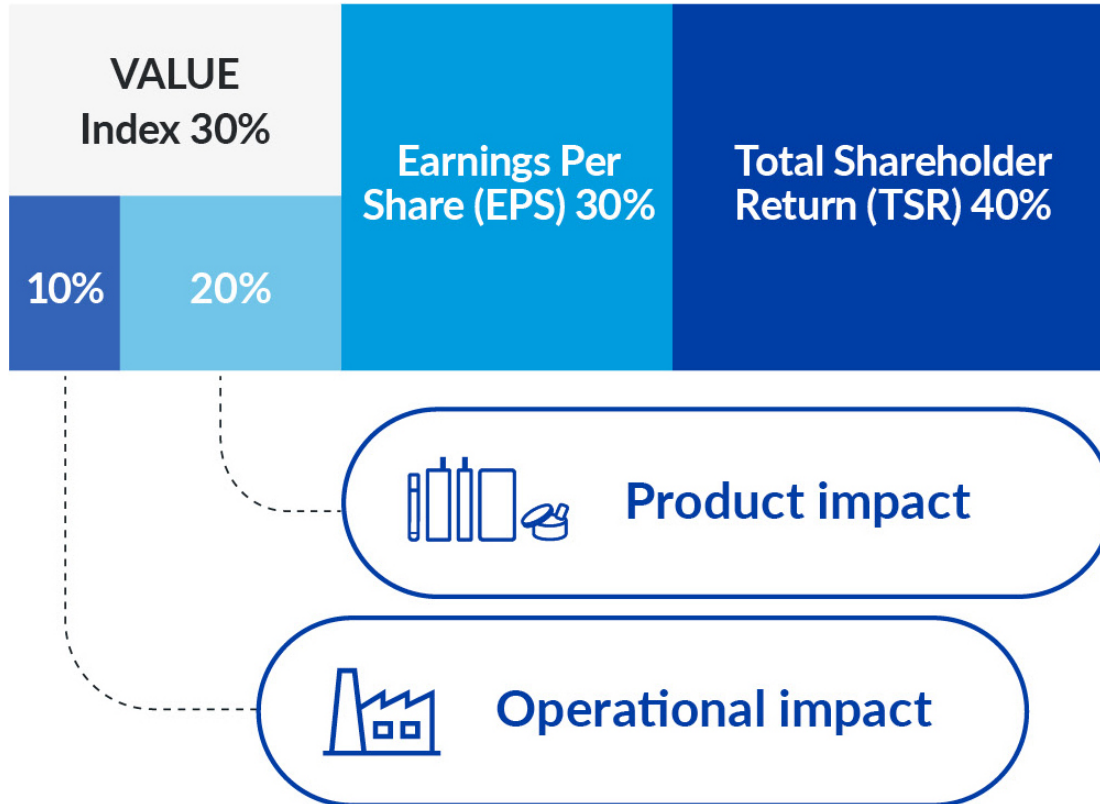 VALUE
Index 30%
10%
20%
Earnings Per
Share (EPS) 30%
Total Shareholder
Return (TSR) 40%
Product impact
Operational impact